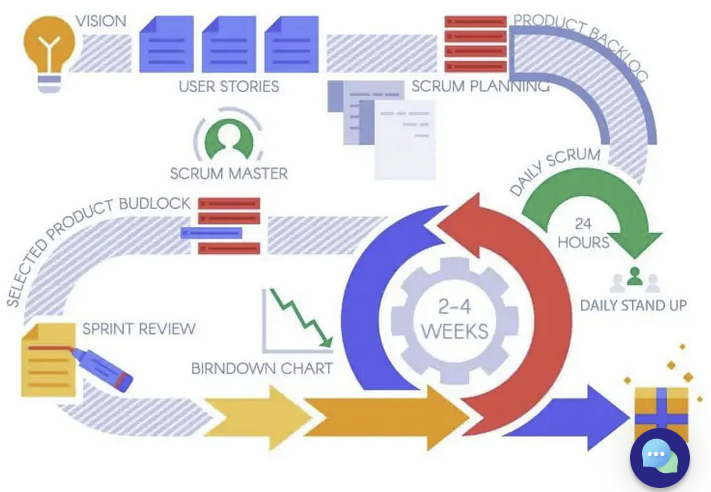 VISION
USER STORIES
PRODUCT BACKLOG
SCRUM PLANNING
SCRUM MASTER
DAILY SCRUM
24
HOURS
DAILY STAND UP
SELECTED PRODUCT BUDLOCK
2-4
WEEKS
SPRINT REVIEW
BIRNDOWN CHART